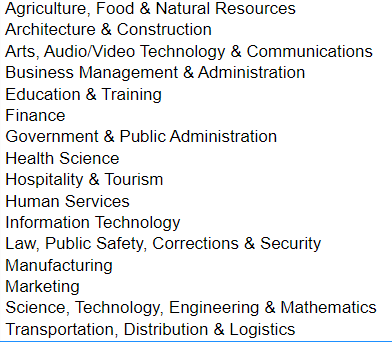 Agriculture, Food & Natural Resources
Architecture & Construction
Arts, Audio/Video Technology & Communications
Business Management & Administration
Education & Training
Finance
Government & Public Administration
Health Science
Hospitality & Tourism
Human Services
Information Technology
Law, Public Safety, Corrections & Security
Manufacturing
Marketing
Science, Technology, Engineering & Mathematics
Transportation, Distribution & Logistics